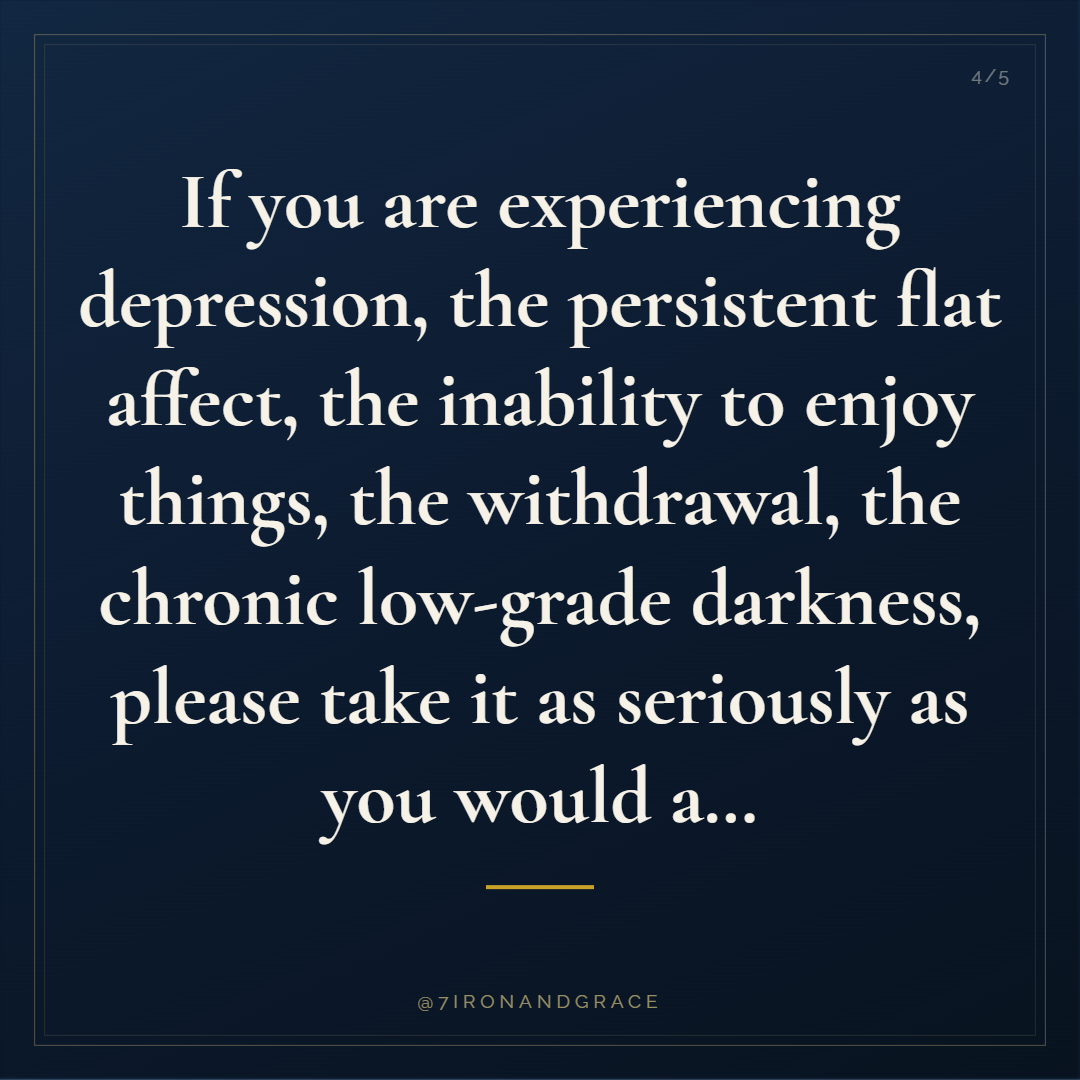 4/5
If you are experiencing
depression, the persistent flat
affect, the inability to enjoy
things, the withdrawal, the
chronic low-grade darkness,
please take it as seriously as
you would a...
@7IRONANDGRACE